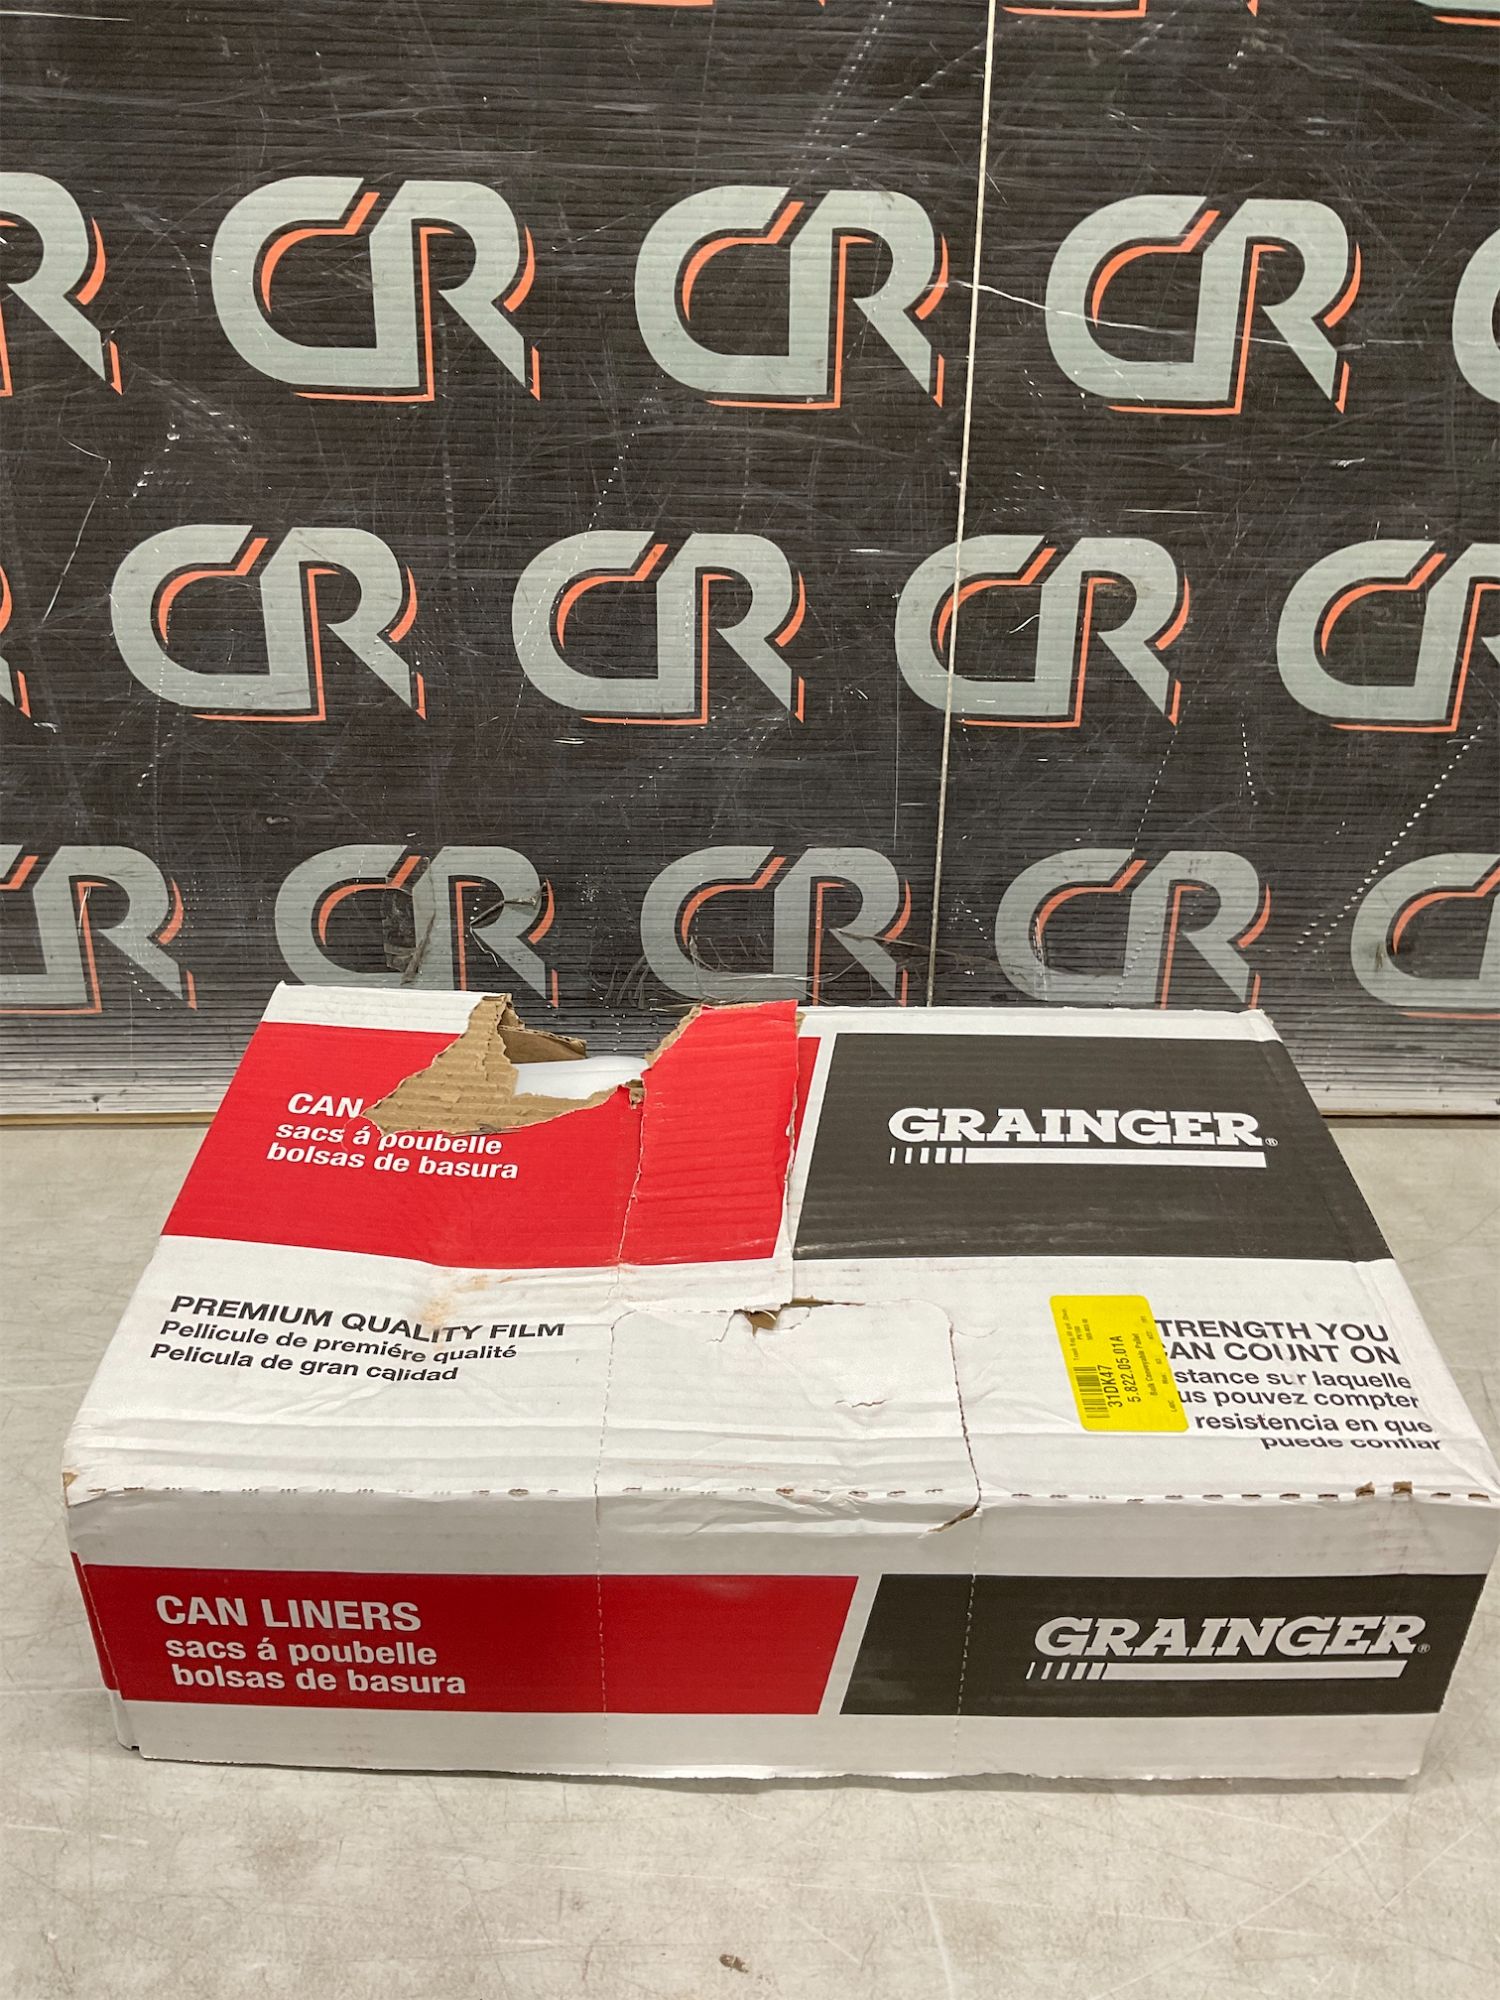 CR CR CR CR
CR CR CR CR
CR CR CR CR CR
CAN
sacs á poubelle
bolsas de basura
GRAINGER®
PREMIUM QUALITY FILM
Pellicule de premiére qualité
Pelicula de gran calidad
TRENGTH YOU
AN COUNT ON
stance sur laquelle
us pouvez compter
resistencia en que
puede confiar
31DK47
5.822.05.01A
CAN LINERS
sacs á poubelle
bolsas de basura
GRAINGER®